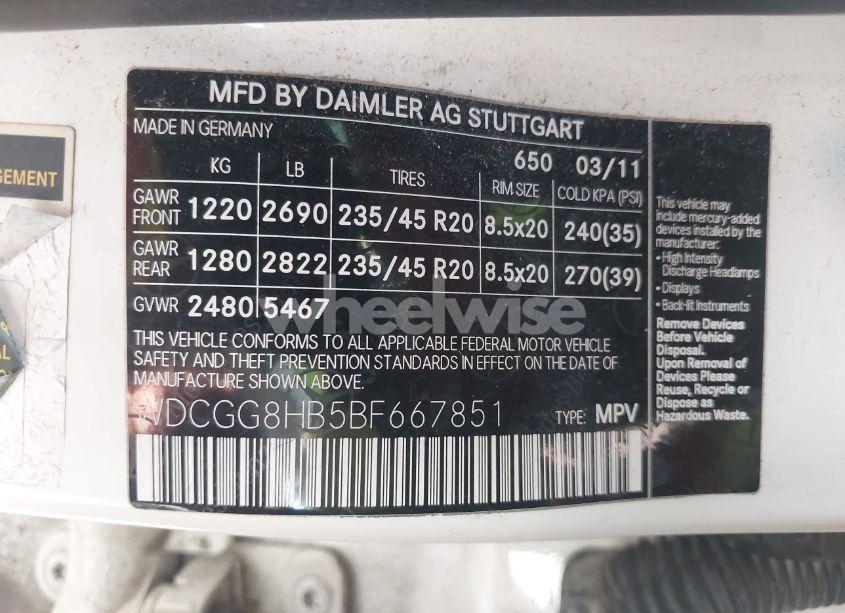 MFD BY DAIMLER AG STUTTGART
MADE IN GERMANY
650 03/11
KG LB TIRES RIM SIZE COLD KPA (PSI)
GAWR FRONT 1220 2690 235/45 R20 8.5x20 240(35)
GAWR REAR 1280 2822 235/45 R20 8.5x20 270(39)
GVWR 2480 5467
wheelwise
THIS VEHICLE CONFORMS TO ALL APPLICABLE FEDERAL MOTOR VEHICLE
SAFETY AND THEFT PREVENTION STANDARDS IN EFFECT ON THE DATE OF
MANUFACTURE SHOWN ABOVE.
WDCGG8HB5BF667851 TYPE: MPV
This vehicle may
include mercury-added
devices installed by the
manufacturer:
• High Intensity
Discharge Headlamps
• Displays
• Back-lit Instruments
Remove Devices
Before Vehicle
Disposal.
Upon Removal of
Devices Please
Reuse, Recycle or
Dispose as
Hazardous Waste.
GEMENT
AL